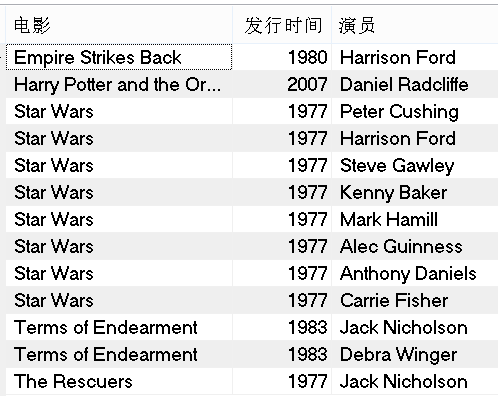 电影 发行时间 演员
Empire Strikes Back 1980 Harrison Ford
Harry Potter and the Or... 2007 Daniel Radcliffe
Star Wars 1977 Peter Cushing
Star Wars 1977 Harrison Ford
Star Wars 1977 Steve Gawley
Star Wars 1977 Kenny Baker
Star Wars 1977 Mark Hamill
Star Wars 1977 Alec Guinness
Star Wars 1977 Anthony Daniels
Star Wars 1977 Carrie Fisher
Terms of Endearment 1983 Jack Nicholson
Terms of Endearment 1983 Debra Winger
The Rescuers 1977 Jack Nicholson